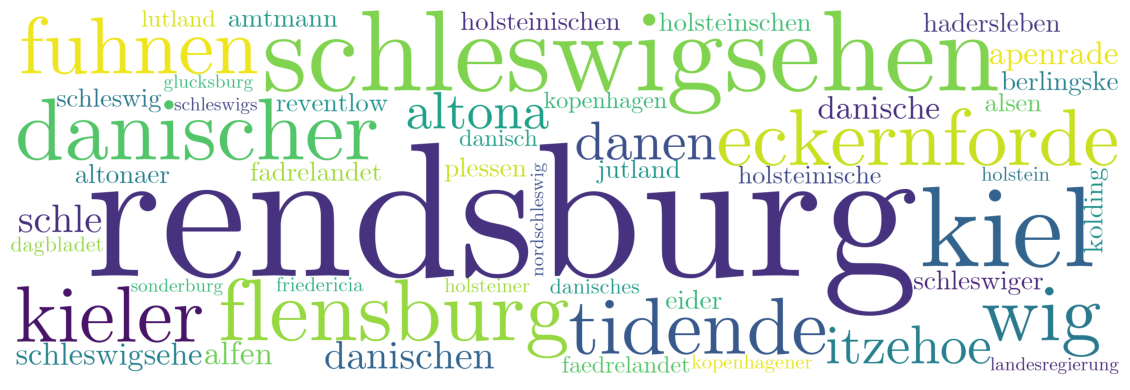 lutland amtmann holsteinischen holsteinschen hadersleben
fuhnen schleswigsehen apenrade
glucksburg berlingske
schleswig schleswigs reventlow altona kopenhagen danische alsen
danischer danisch danen eckernforde
altonaer fadrelandet plessen jutland holsteinische holstein
schle rendsburg nordschleswig kiel kolding
dagbladet
sonderburg friedericia holsteiner danisches schleswiger
kieler flensburg tidende eider wig
schleswigsehe alfen danischen itzehoe
faedrelandet kopenhagener landesregierung